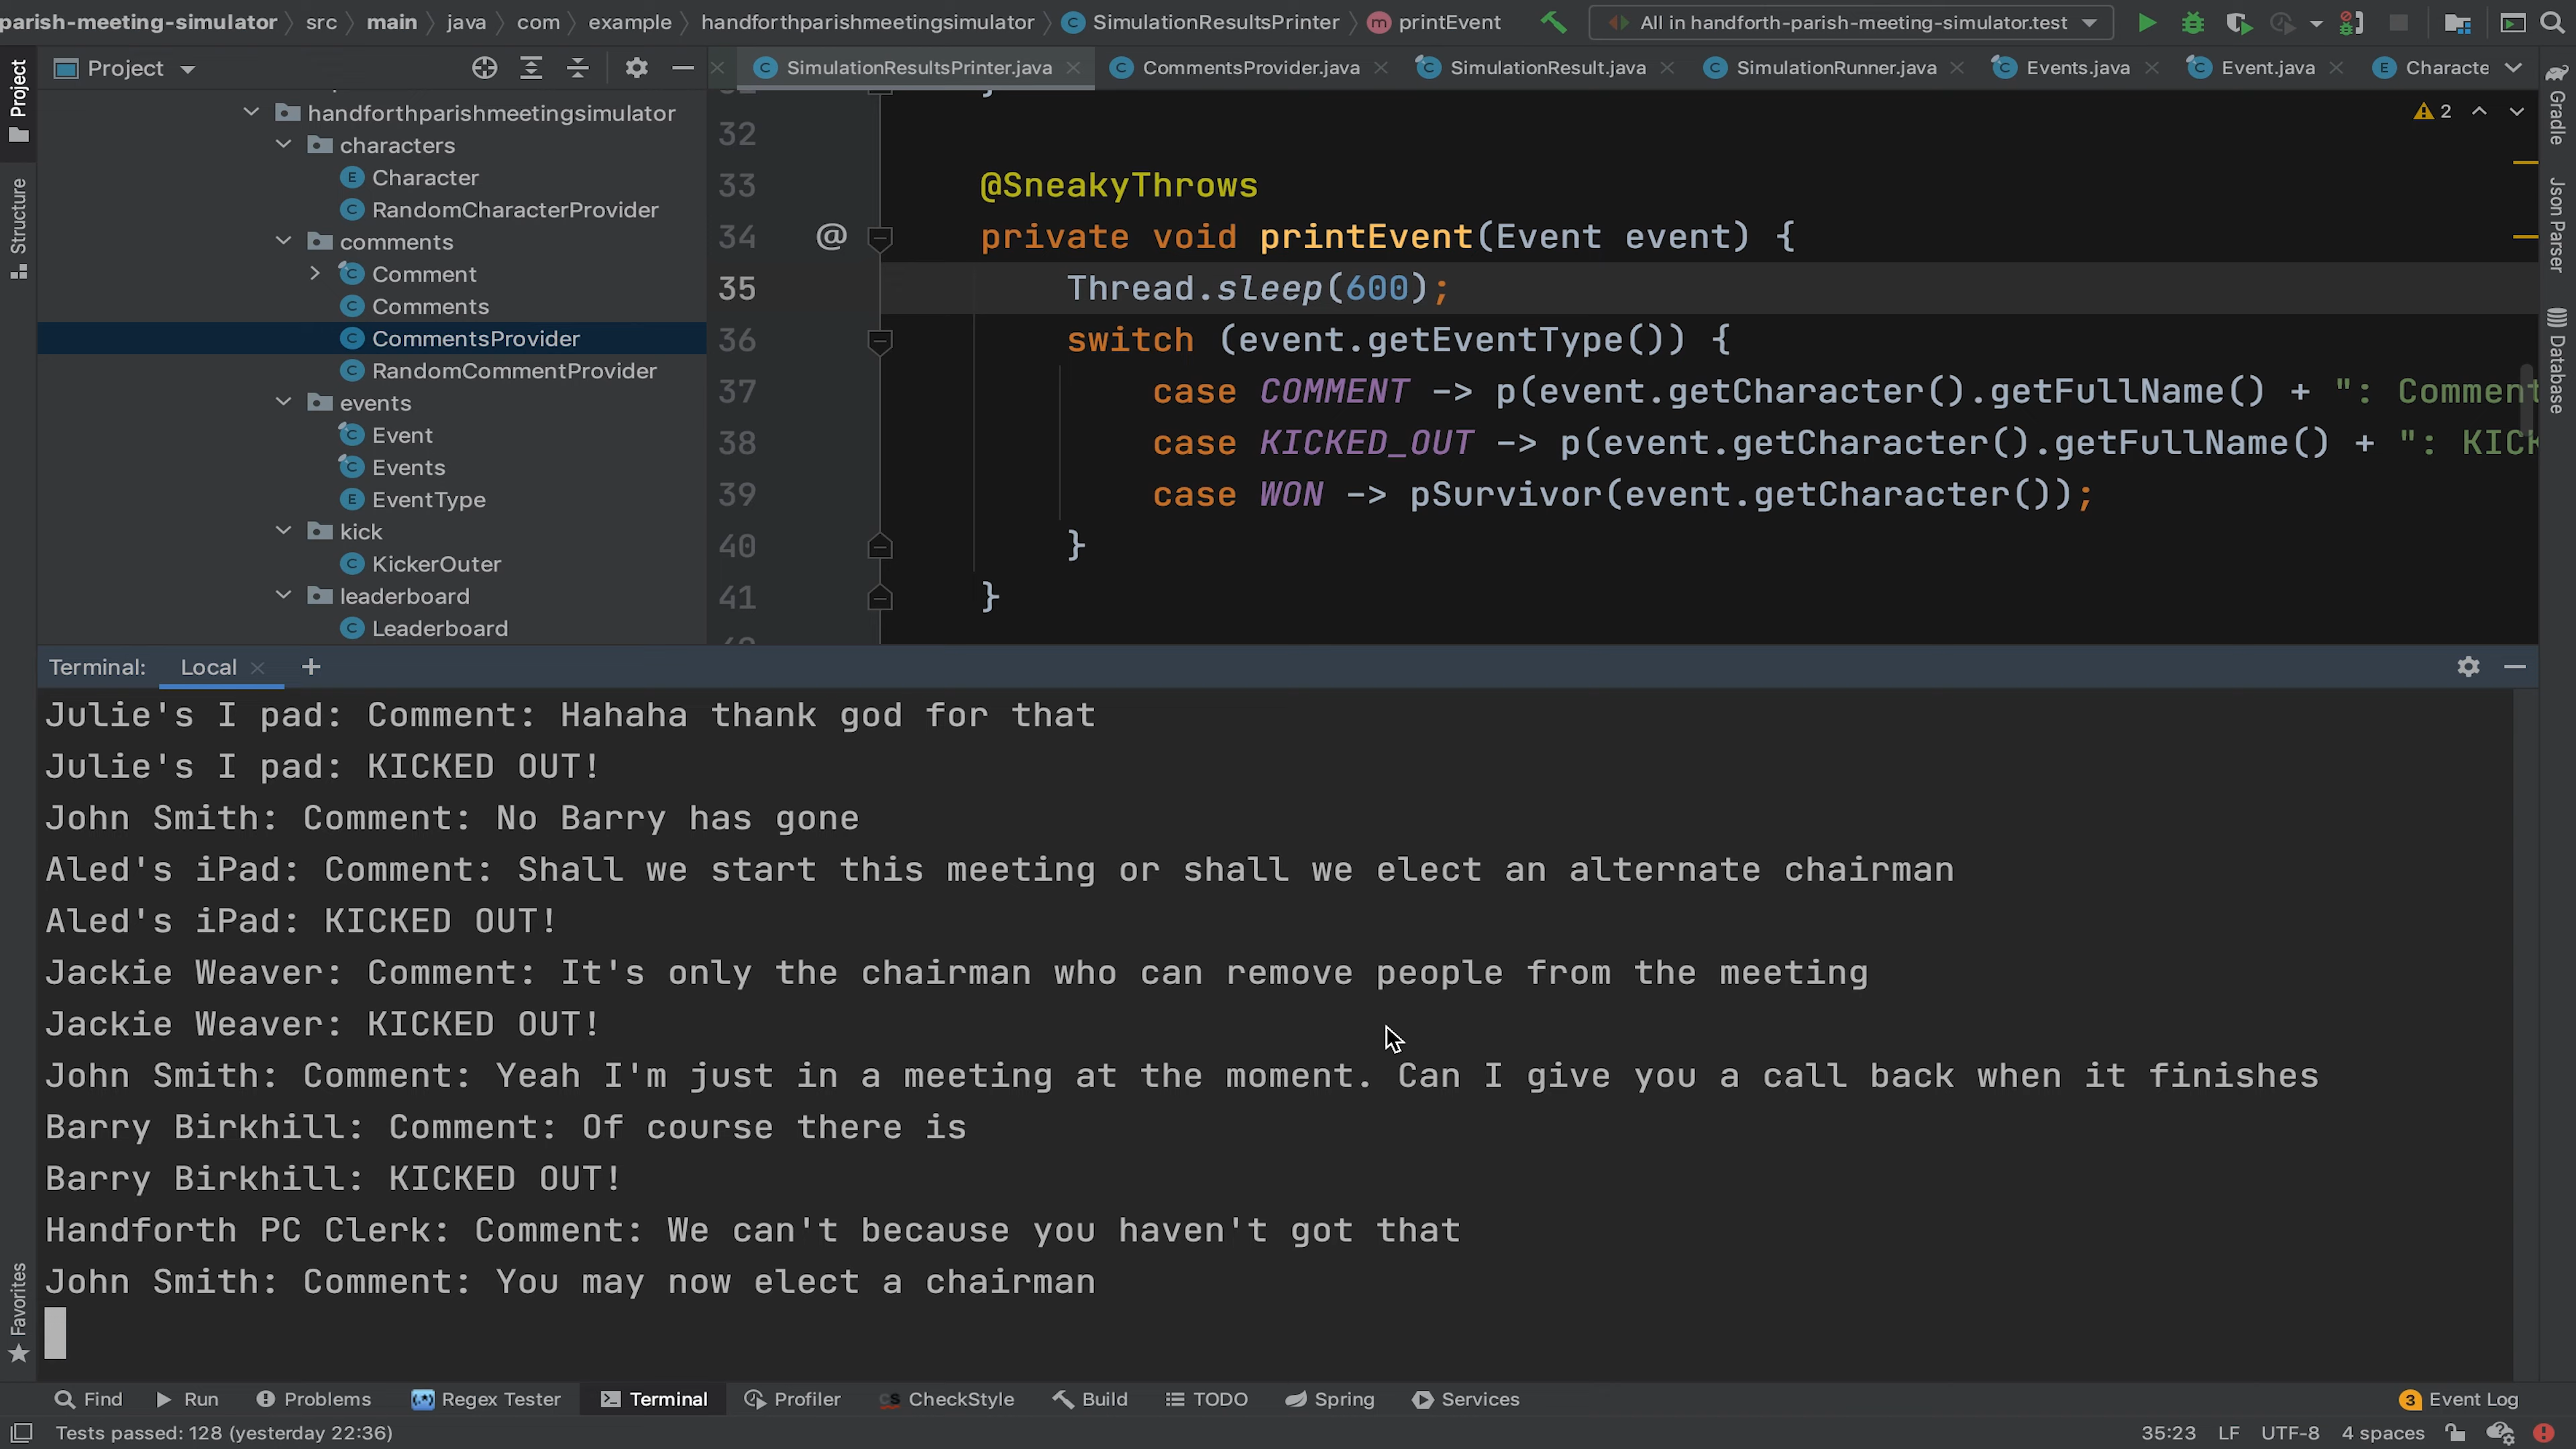 parish-meeting-simulator › src › main › java › com › example › handforthparishmeetingsimulator › SimulationResultsPrinter › printEvent
All in handforth-parish-meeting-simulator.test
Project
SimulationResultsPrinter.java
CommentsProvider.java
SimulationResult.java
SimulationRunner.java
Events.java
Event.java
Characte
Project
Structure
Favorites
handforthparishmeetingsimulator
characters
Character
RandomCharacterProvider
comments
Comment
Comments
CommentsProvider
RandomCommentProvider
events
Event
Events
EventType
kick
KickerOuter
leaderboard
Leaderboard
2
32
33 @SneakyThrows
34 @ private void printEvent(Event event) {
35 Thread.sleep(600);
36 switch (event.getEventType()) {
37 case COMMENT -> p(event.getCharacter().getFullName() + ": Comment
38 case KICKED_OUT -> p(event.getCharacter().getFullName() + ": KICK
39 case WON -> pSurvivor(event.getCharacter());
40 }
41 }
Gradle
Json Parser
Database
Terminal: Local
Julie's I pad: Comment: Hahaha thank god for that
Julie's I pad: KICKED OUT!
John Smith: Comment: No Barry has gone
Aled's iPad: Comment: Shall we start this meeting or shall we elect an alternate chairman
Aled's iPad: KICKED OUT!
Jackie Weaver: Comment: It's only the chairman who can remove people from the meeting
Jackie Weaver: KICKED OUT!
John Smith: Comment: Yeah I'm just in a meeting at the moment. Can I give you a call back when it finishes
Barry Birkhill: Comment: Of course there is
Barry Birkhill: KICKED OUT!
Handforth PC Clerk: Comment: We can't because you haven't got that
John Smith: Comment: You may now elect a chairman
Find Run Problems Regex Tester Terminal Profiler CheckStyle Build TODO Spring Services 3 Event Log
Tests passed: 128 (yesterday 22:36) 35:23 LF UTF-8 4 spaces